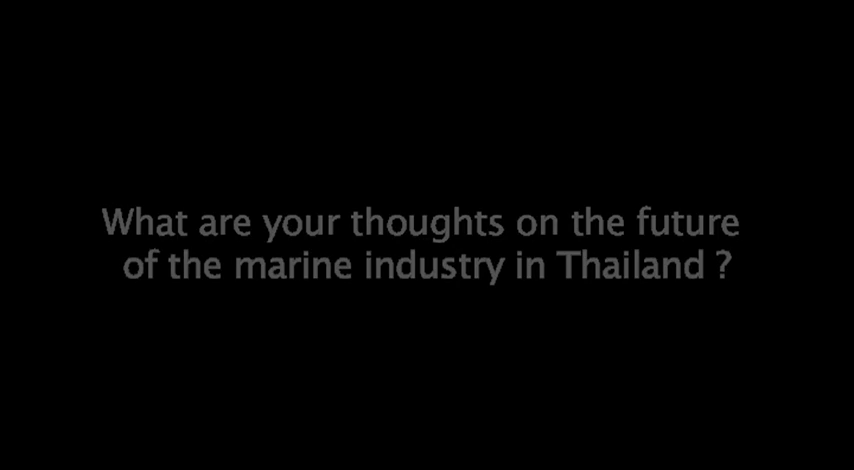 What are your thoughts on the future
of the marine industry in Thailand ?